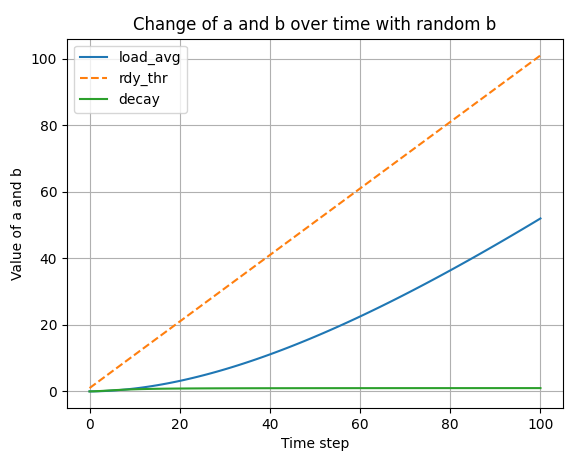 Change of a and b over time with random b
load_avg
rdy_thr
decay
Value of a and b
100
80
60
40
20
0
0 20 40 60 80 100
Time step